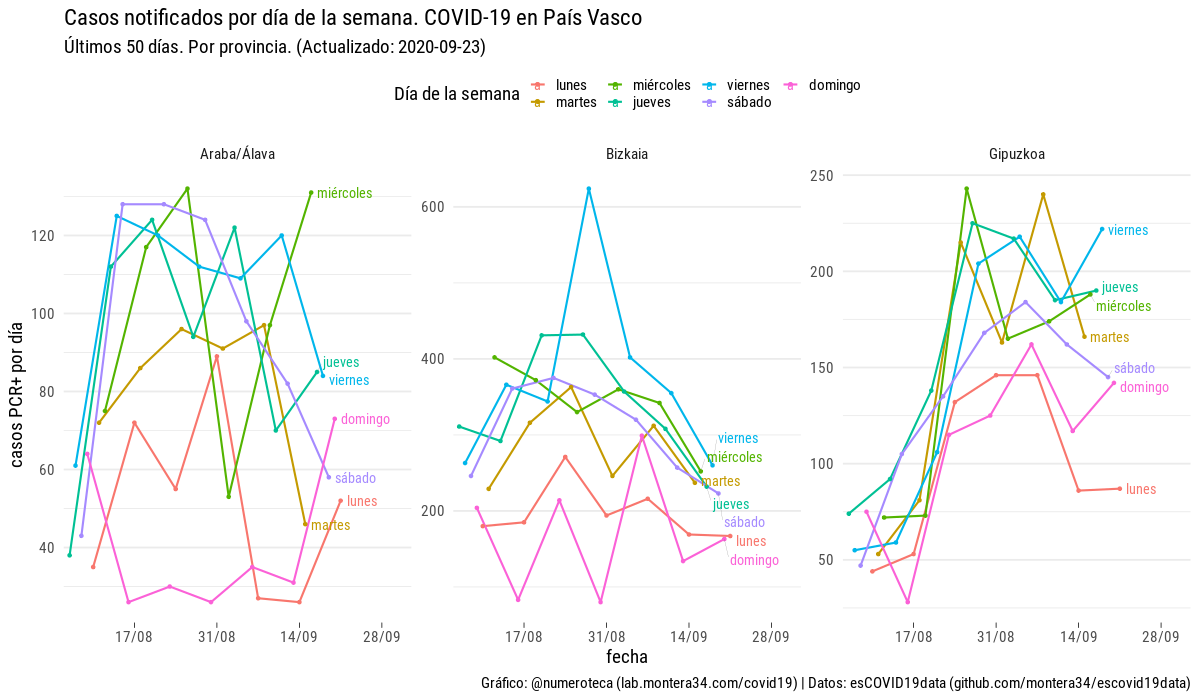 Casos notificados por día de la semana. COVID-19 en País Vasco
Últimos 50 días. Por provincia. (Actualizado: 2020-09-23)
Día de la semana
lunes miércoles viernes domingo
martes jueves sábado
Araba/Álava Bizkaia Gipuzkoa
casos PCR+ por día
120
100
80
60
40
miércoles
jueves
viernes
domingo
sábado
lunes
martes
17/08 31/08 14/09 28/09
600
400
200
viernes
miércoles
martes
jueves
sábado
lunes
domingo
17/08 31/08 14/09 28/09
250
200
150
100
50
viernes
jueves
miércoles
martes
sábado
domingo
lunes
17/08 31/08 14/09 28/09
fecha
Gráfico: @numeroteca (lab.montera34.com/covid19) | Datos: esCOVID19data (github.com/montera34/escovid19data)